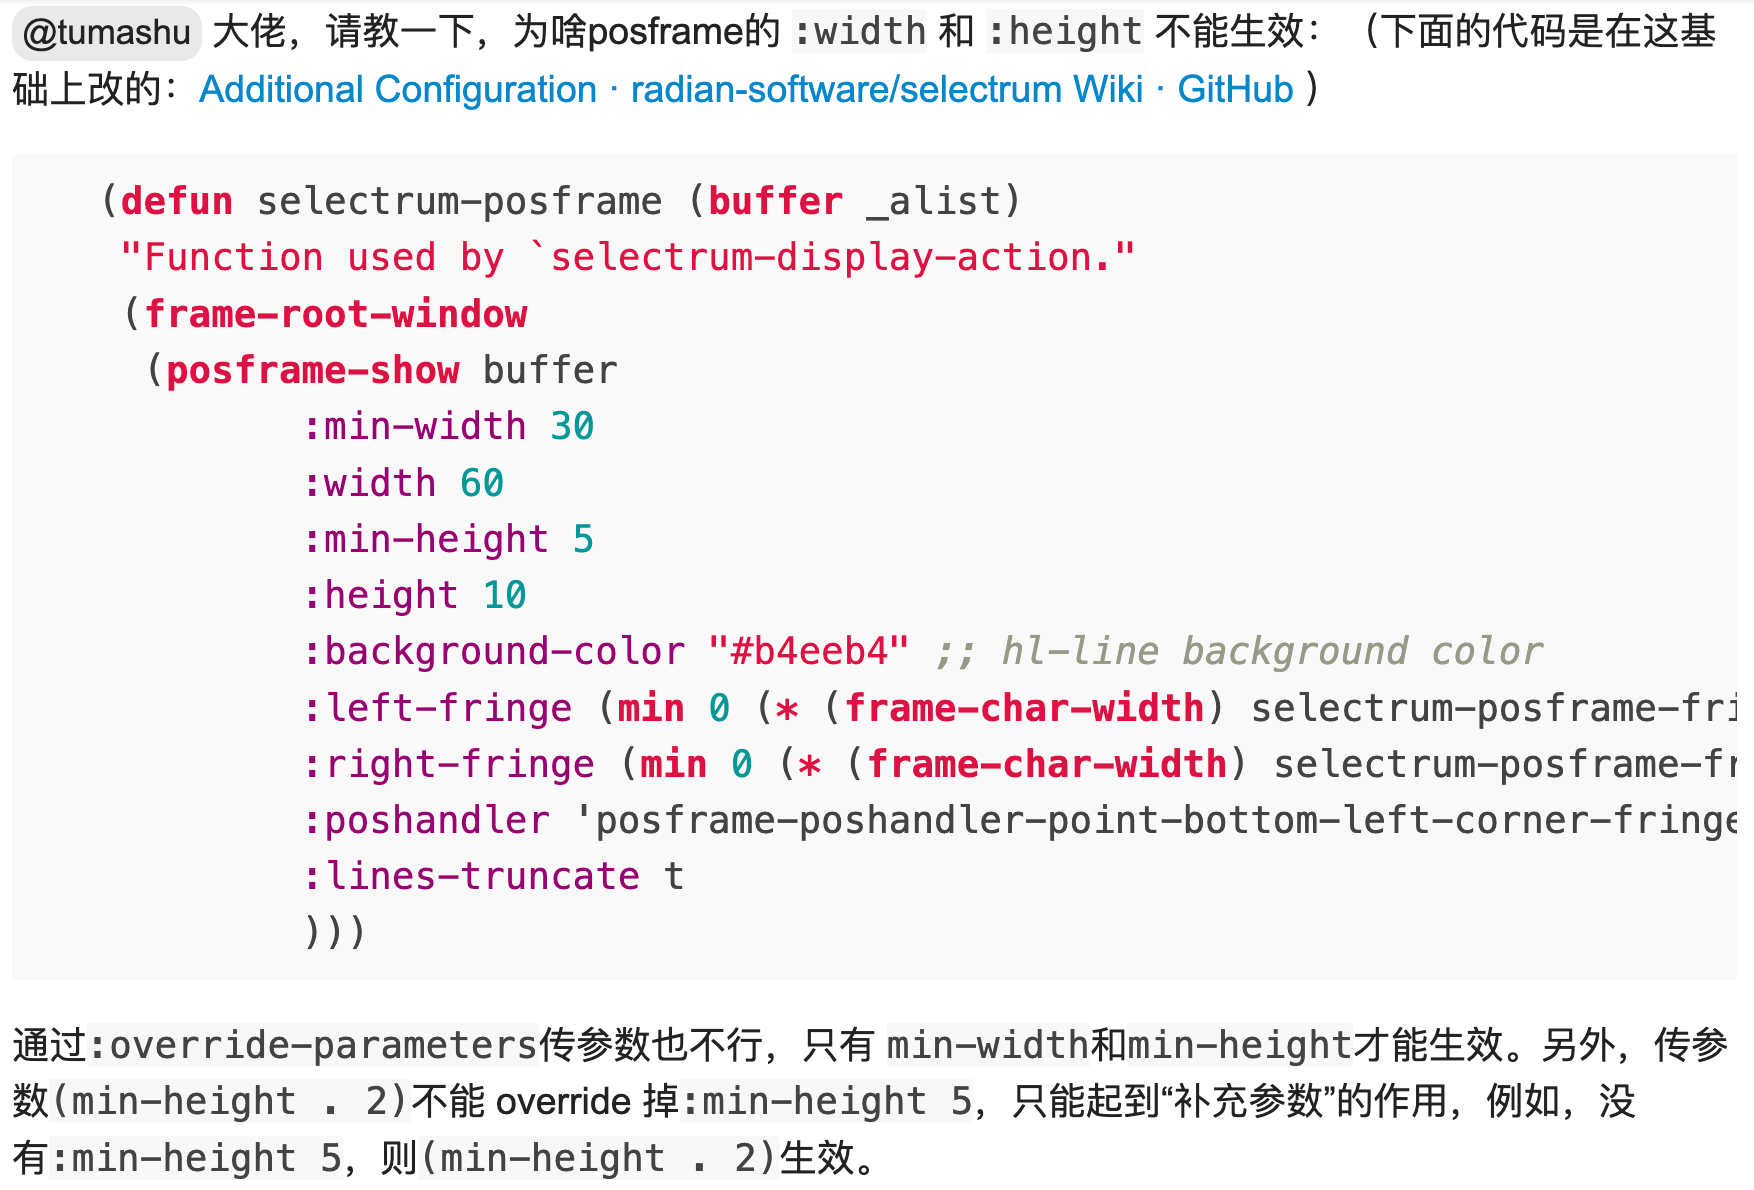 @tumashu 大佬，请教一下，为啥posframe的 :width 和 :height 不能生效：（下面的代码是在这基
础上改的：Additional Configuration · radian-software/selectrum Wiki · GitHub ）
(defun selectrum-posframe (buffer _alist)
"Function used by `selectrum-display-action."
(frame-root-window
(posframe-show buffer
:min-width 30
:width 60
:min-height 5
:height 10
:background-color "#b4eeb4" ;; hl-line background color
:left-fringe (min 0 (* (frame-char-width) selectrum-posframe-fri
:right-fringe (min 0 (* (frame-char-width) selectrum-posframe-fr
:poshandler 'posframe-poshandler-point-bottom-left-corner-fringe
:lines-truncate t
)))
通过:override-parameters传参数也不行，只有 min-width和min-height才能生效。另外，传参
数(min-height . 2)不能 override 掉:min-height 5，只能起到“补充参数”的作用，例如，没
有:min-height 5，则(min-height . 2)生效。